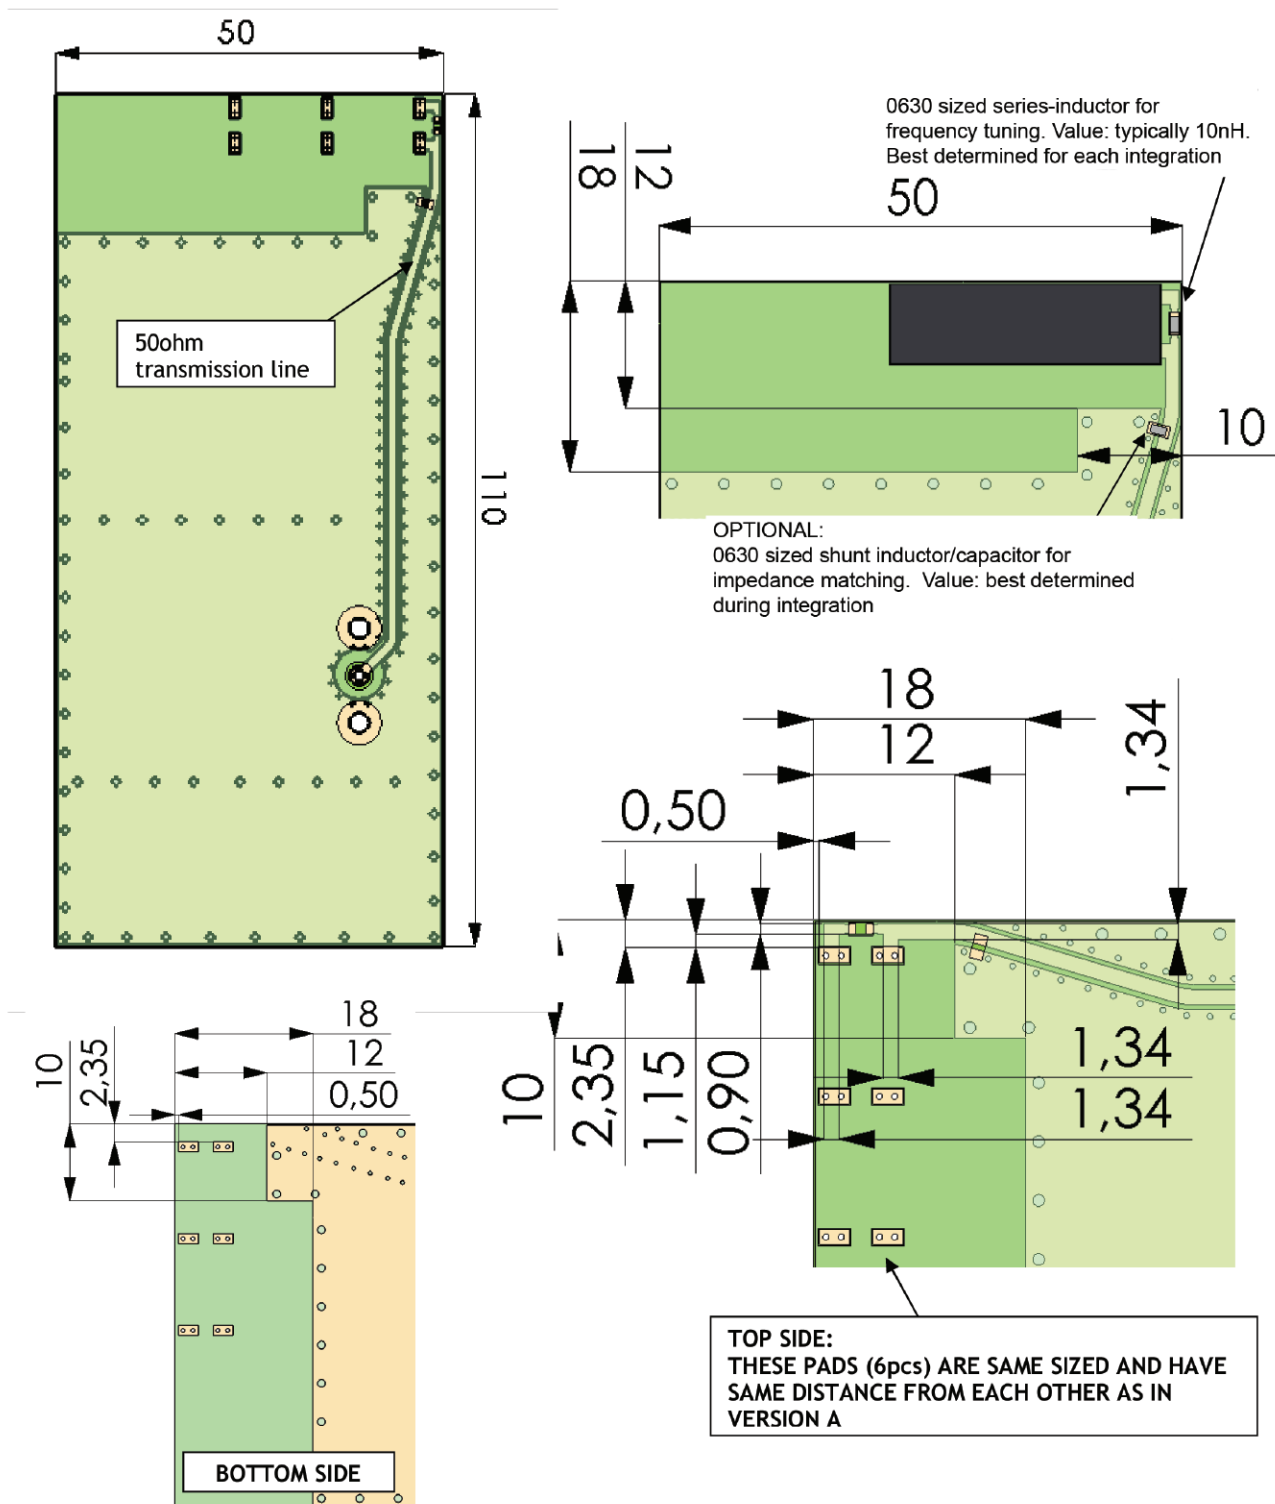 50
110
50ohm
transmission line
0630 sized series-inductor for
frequency tuning. Value: typically 10nH.
Best determined for each integration
18
12
50
10
OPTIONAL:
0630 sized shunt inductor/capacitor for
impedance matching.  Value: best determined
during integration
18
12
0,50
1,34
10
2,35
1,15
0,90
1,34
1,34
TOP SIDE:
THESE PADS (6pcs) ARE SAME SIZED AND HAVE
SAME DISTANCE FROM EACH OTHER AS IN
VERSION A
10
2,35
18
12
0,50
BOTTOM SIDE